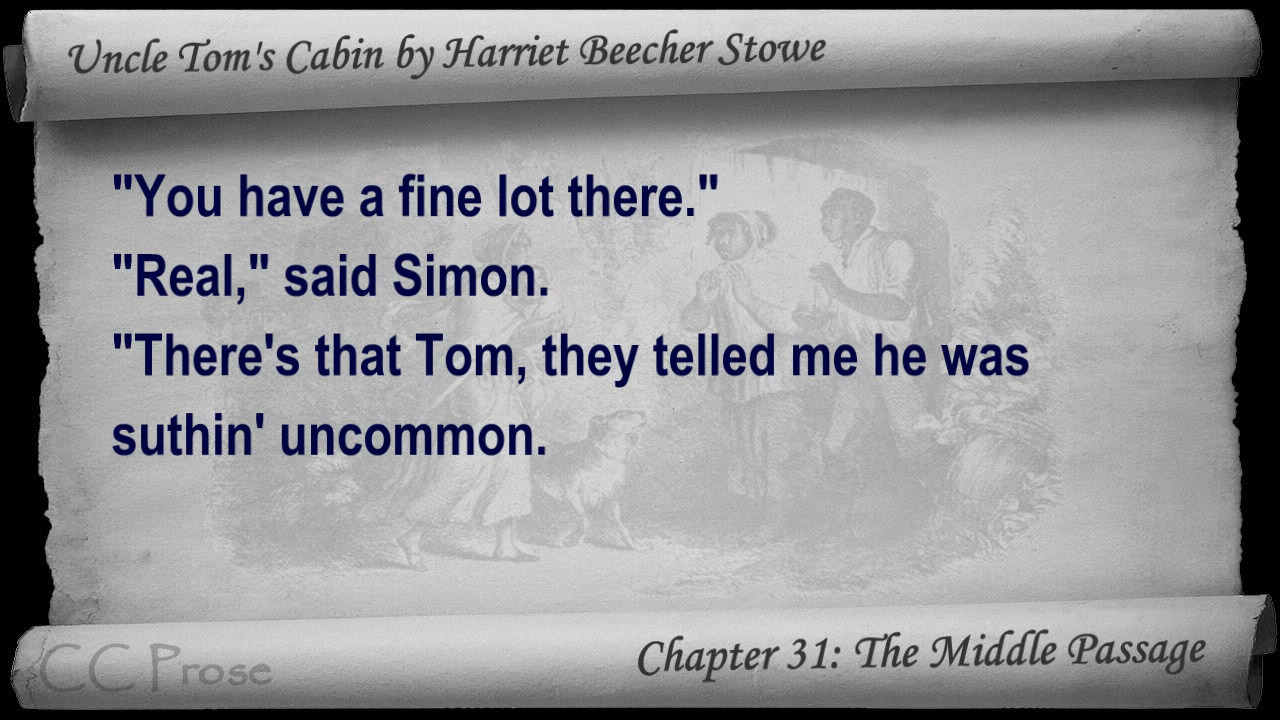 Uncle Tom's Cabin by Harriet Beecher Stowe
"You have a fine lot there."
"Real," said Simon.
"There's that Tom, they telled me he was
suthin' uncommon.
CC Prose
Chapter 31: The Middle Passage